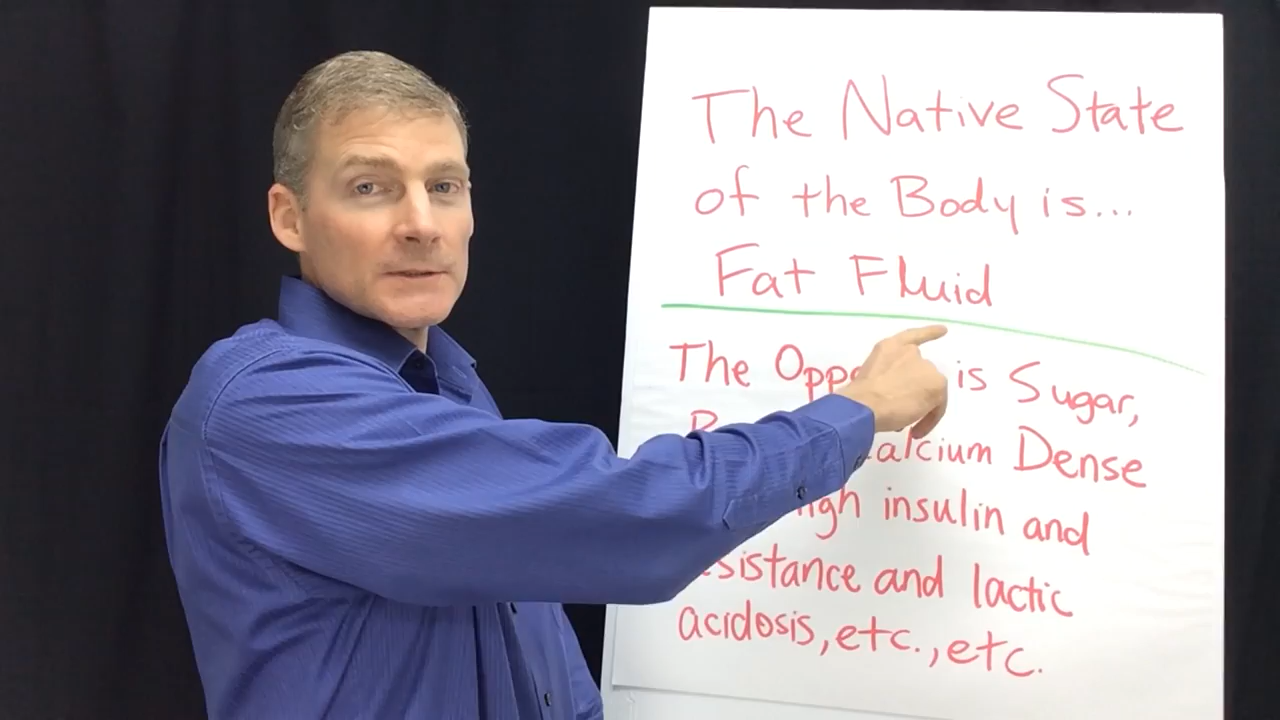 The Native State
of the Body is...
Fat Fluid
The is Sugar,
Dense
insulin and
and lactic
acidosis, etc., etc.